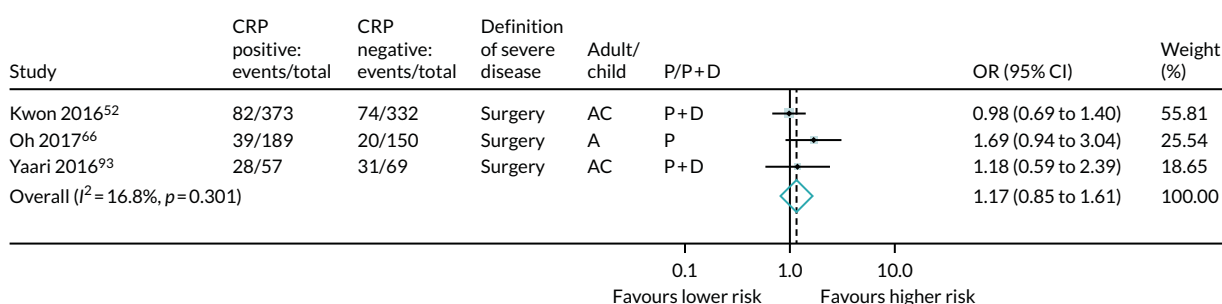 Study	CRP positive: events/total	CRP negative: events/total	Definition of severe disease	Adult/child	P/P+D	OR (95% CI)	Weight (%)
Kwon 2016⁵²	82/373	74/332	Surgery	AC	P+D	0.98 (0.69 to 1.40)	55.81
Oh 2017⁶⁶	39/189	20/150	Surgery	A	P	1.69 (0.94 to 3.04)	25.54
Yaari 2016⁹³	28/57	31/69	Surgery	AC	P+D	1.18 (0.59 to 2.39)	18.65
Overall (I² = 16.8%, p = 0.301)	1.17 (0.85 to 1.61)	100.00
0.1	1.0	10.0
Favours lower risk	Favours higher risk